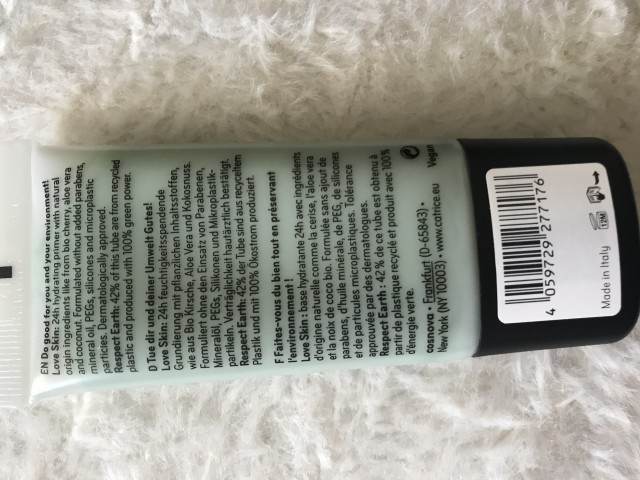 EN Do good for you and your environment!
Love Skin: 24h hydrating primer with natural
origin ingredients like from bio cherry, aloe vera
and coconut. Formulated without added parabens,
mineral oil, PEGs, silicones and microplastic
particles. Dermatologically approved.
Respect Earth: 42% of this tube are from recycled
plastic and produced with 100% green power.
D Tue dir und deiner Umwelt Gutes!
Love Skin: 24h feuchtigkeitsspendende
Grundierung mit pflanzlichen Inhaltsstoffen,
wie aus Bio Kirsche, Aloe Vera und Kokosnuss.
Formuliert ohne den Einsatz von Parabenen,
Mineralöl, PEGs, Silikonen und Mikroplastik-
partikeln. Verträglichkeit hautärztlich bestätigt.
Respect Earth: 42% der Tube sind aus recyceltem
Plastik und mit 100% Ökostrom produziert.
F Faites-vous du bien tout en préservant
l'environnement !
Love Skin : base hydratante 24h avec ingrédients
d'origine naturelle comme la cerise, l'aloe vera
et la noix de coco bio. Formulée sans ajout de
parabens, d'huile minérale, de PEG, de silicones
et de particules microplastiques. Tolérance
approuvée par des dermatologues.
Respect Earth : 42 % de ce tube est obtenu à
partir de plastique recyclé et produit avec 100%
d'énergie verte.
cosnova • Frankfurt (D-65843) •
New York (NY 10003) • www.catrice.eu
Vegan
4 059729 277176
12M
Made in Italy